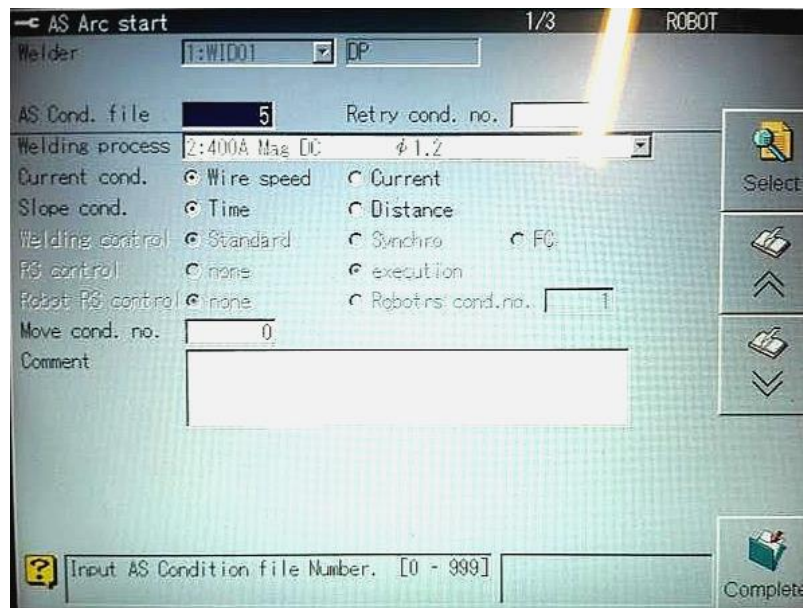 AS Arc start 1/3 ROBOT
Welder 1:WID01 DP
AS Cond. file 5 Retry cond. no.
Welding process 2:400A Mag DC φ1.2
Select
Current cond. Wire speed Current
Slope cond. Time Distance
Welding control Standard Synchro FC
RS control none execution
Robot RS control none Robotrs cond.no. 1
Move cond. no. 0
Comment
Input AS Condition file Number. [0 - 999]
Complete